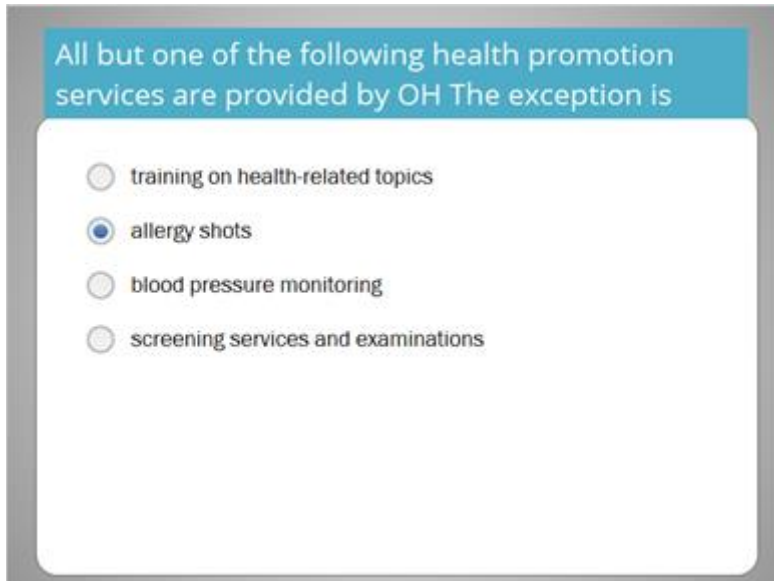 All but one of the following health promotion
services are provided by OH The exception is
training on health-related topics
allergy shots
blood pressure monitoring
screening services and examinations